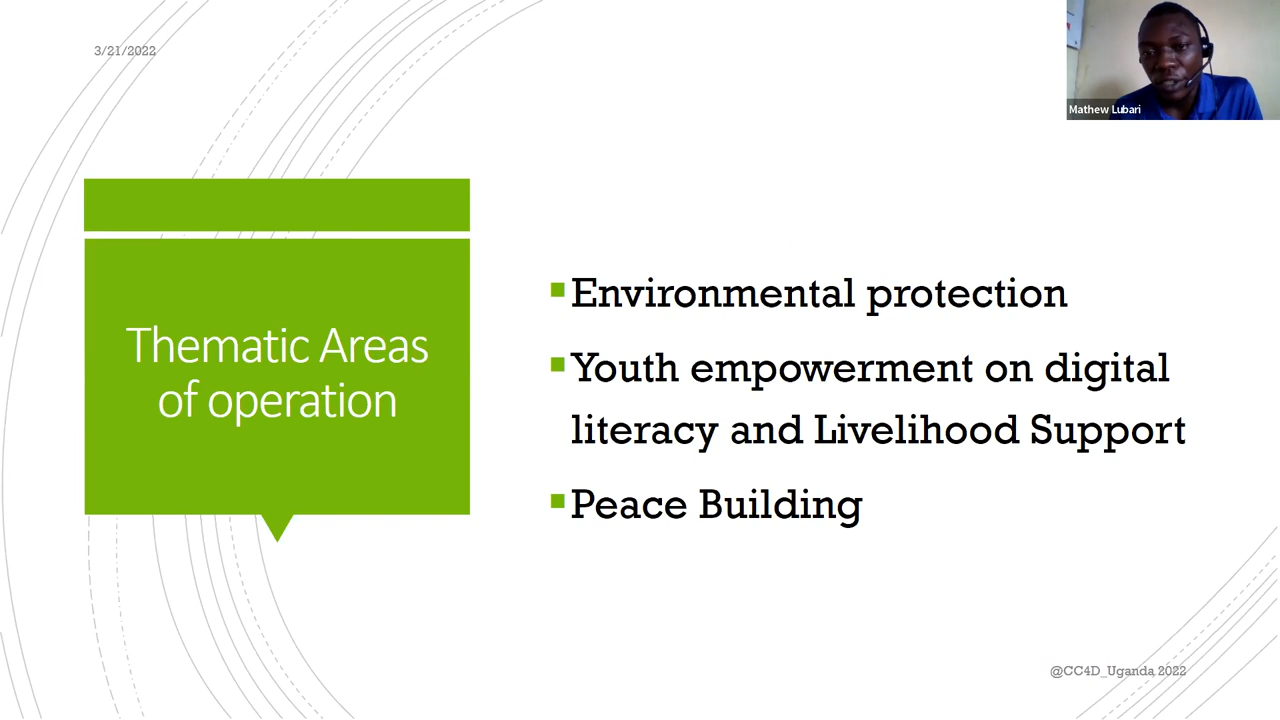 3/21/2022
Mathew Lubari
Thematic Areas
of operation
Environmental protection
Youth empowerment on digital
literacy and Livelihood Support
Peace Building
@CC4D_Uganda 2022